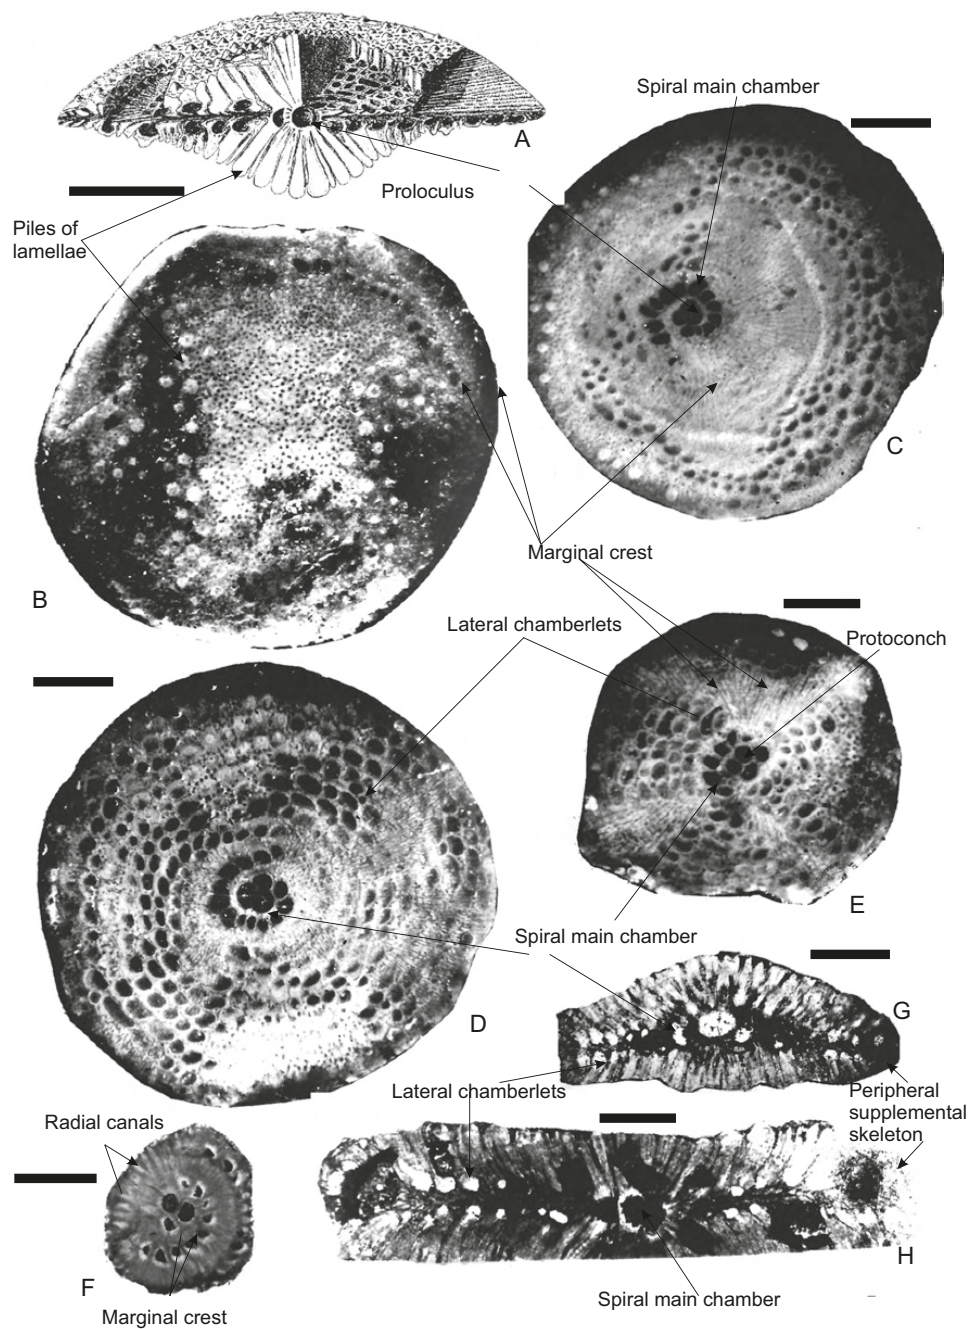 Spiral main chamber
A
Proloculus
Piles of
lamellae
C
Marginal crest
B
Lateral chamberlets
Protoconch
E
Spiral main chamber
D
G
Lateral chamberlets
Peripheral
supplemental
skeleton
Radial canals
H
F
Spiral main chamber
Marginal crest